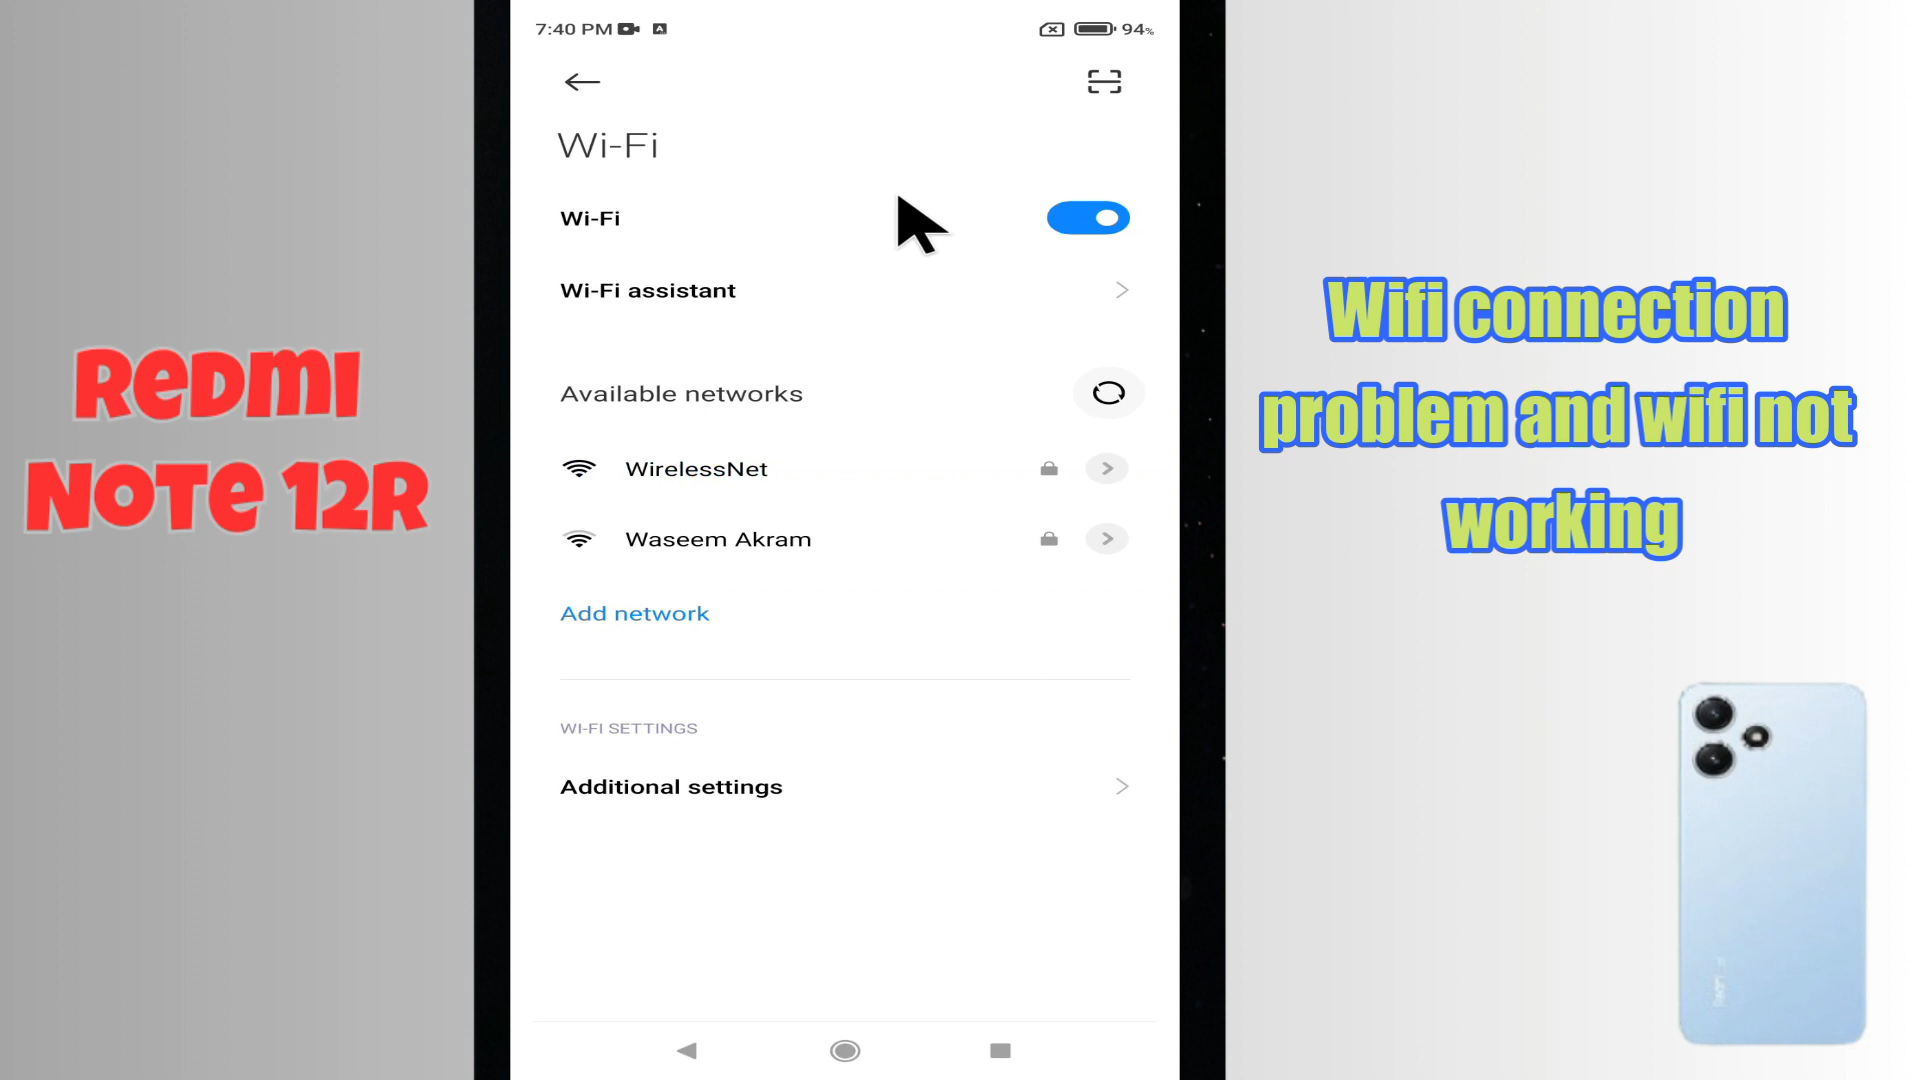 7:40 PM
94%
Wi-Fi
Wi-Fi
Wi-Fi assistant
Available networks
WirelessNet
Waseem Akram
Add network
WI-FI SETTINGS
Additional settings
Redmi
Note 12R
Wifi connection
problem and wifi not
working